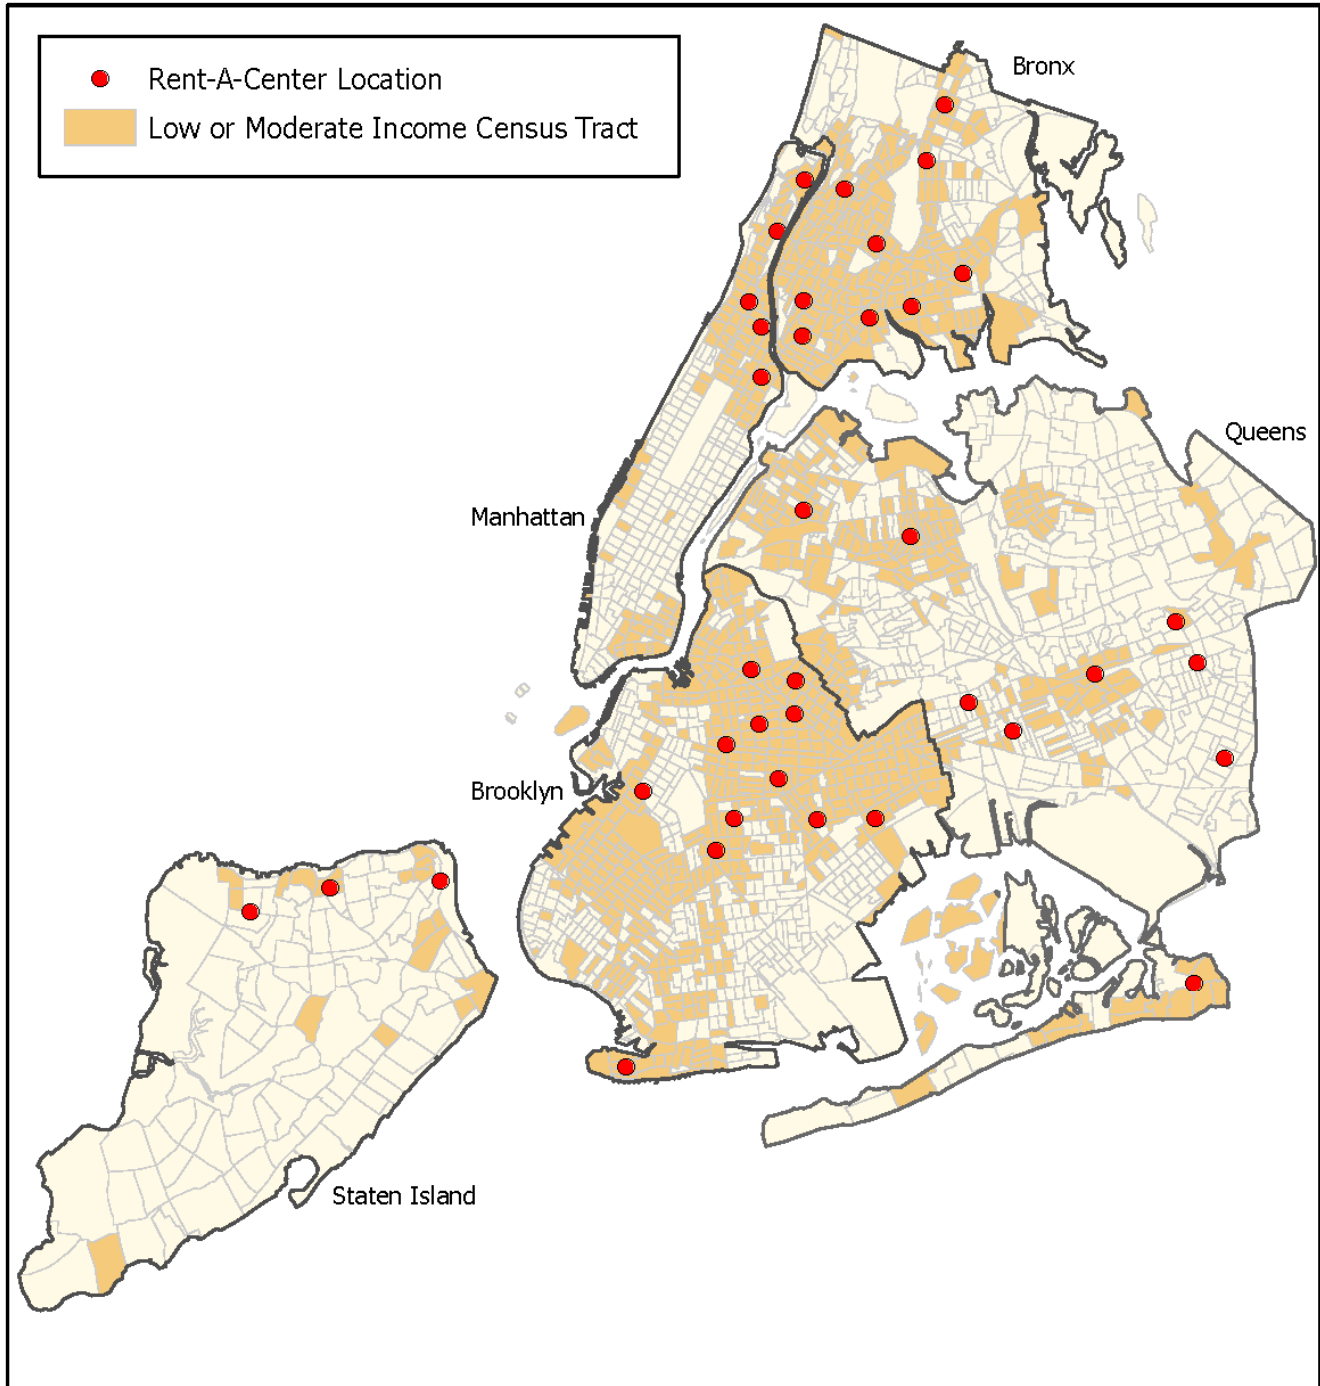 Rent-A-Center Location
Low or Moderate Income Census Tract
Bronx
Queens
Manhattan
Brooklyn
Staten Island